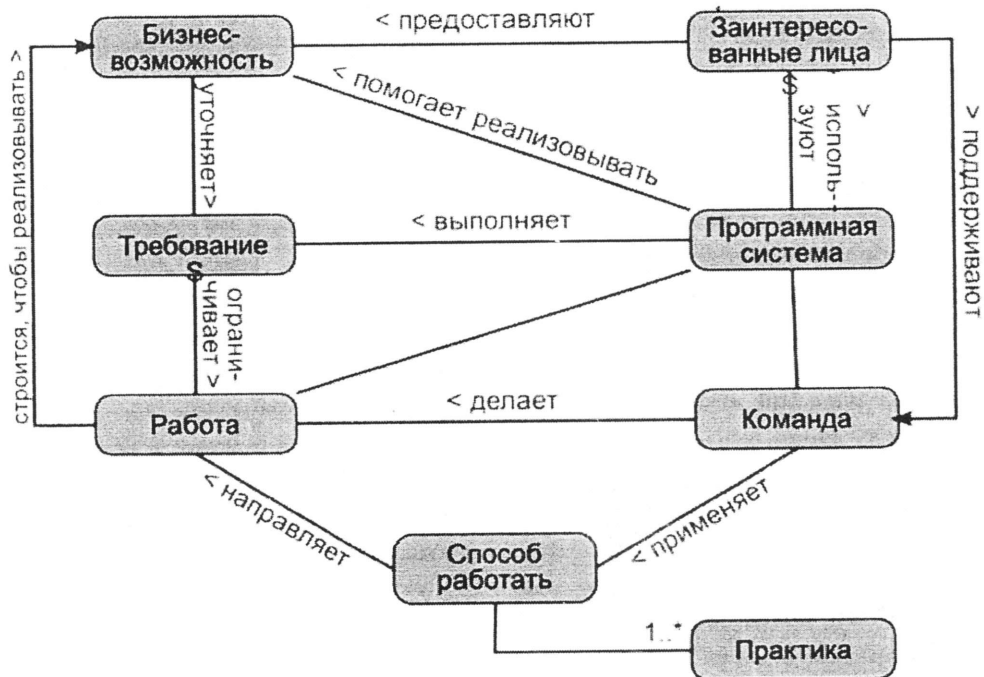 < предоставляют
Бизнес-
возможность
Заинтересо-
ванные лица
строится, чтобы реализовывать >
< помогает реализовывать
уточняет>
$
<
исполь-
зуют
> поддерживают
Требование
$
< выполняет
Программная
система
ограни-
чивает >
Работа
< делает
Команда
< направляет
< применяет
Способ
работать
1..*
Практика